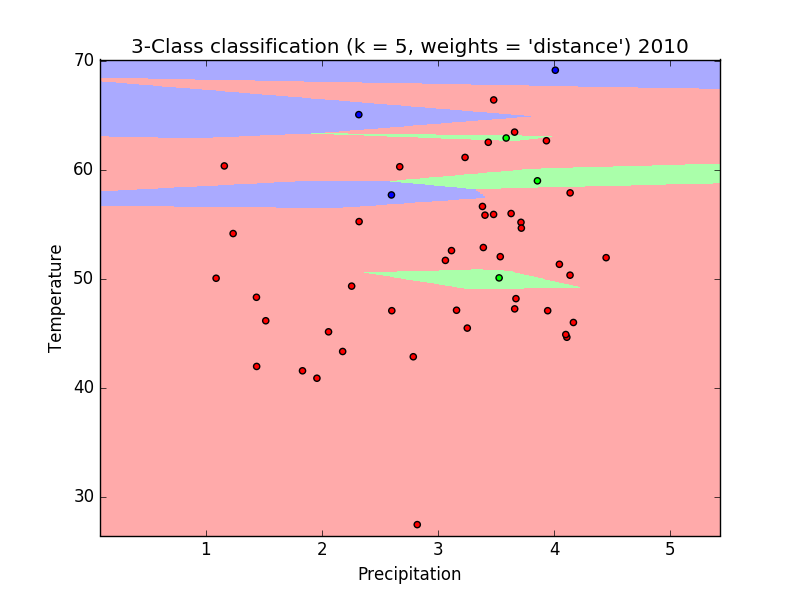 3-Class classification (k = 5, weights = 'distance') 2010
70
60
50
40
30
Temperature
1 2 3 4 5
Precipitation